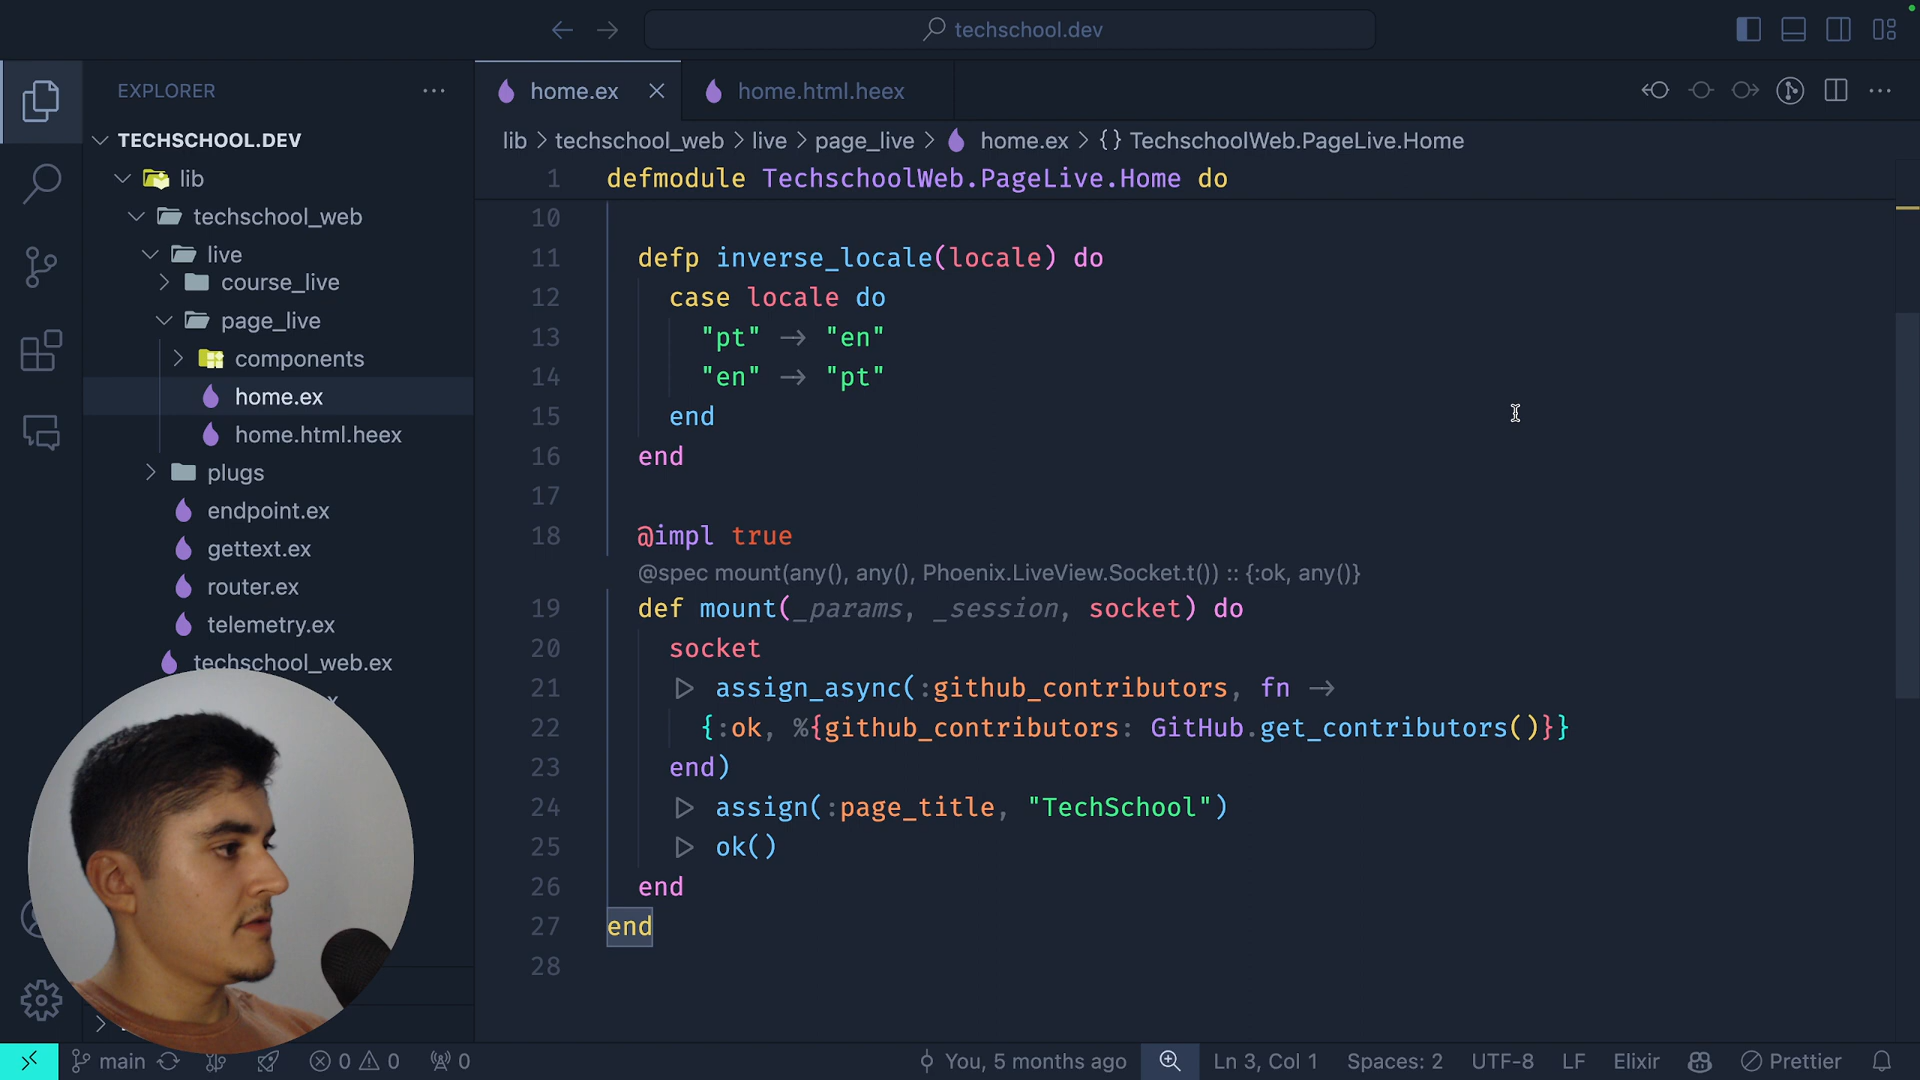 techschool.dev
EXPLORER
home.ex
home.html.heex
TECHSCHOOL.DEV
lib > techschool_web > live > page_live > home.ex > {} TechschoolWeb.PageLive.Home
lib
techschool_web
live
course_live
page_live
components
home.ex
home.html.heex
plugs
endpoint.ex
gettext.ex
router.ex
telemetry.ex
techschool_web.ex
1 defmodule TechschoolWeb.PageLive.Home do
10
11 defp inverse_locale(locale) do
12 case locale do
13 "pt" -> "en"
14 "en" -> "pt"
15 end
16 end
17
18 @impl true
@spec mount(any(), any(), Phoenix.LiveView.Socket.t()) :: {:ok, any()}
19 def mount(_params, _session, socket) do
20 socket
21 |> assign_async(:github_contributors, fn ->
22 {:ok, %{github_contributors: GitHub.get_contributors()}}
23 end)
24 |> assign(:page_title, "TechSchool")
25 |> ok()
26 end
27 end
28
main 0 0 0 You, 5 months ago Ln 3, Col 1 Spaces: 2 UTF-8 LF Elixir Prettier